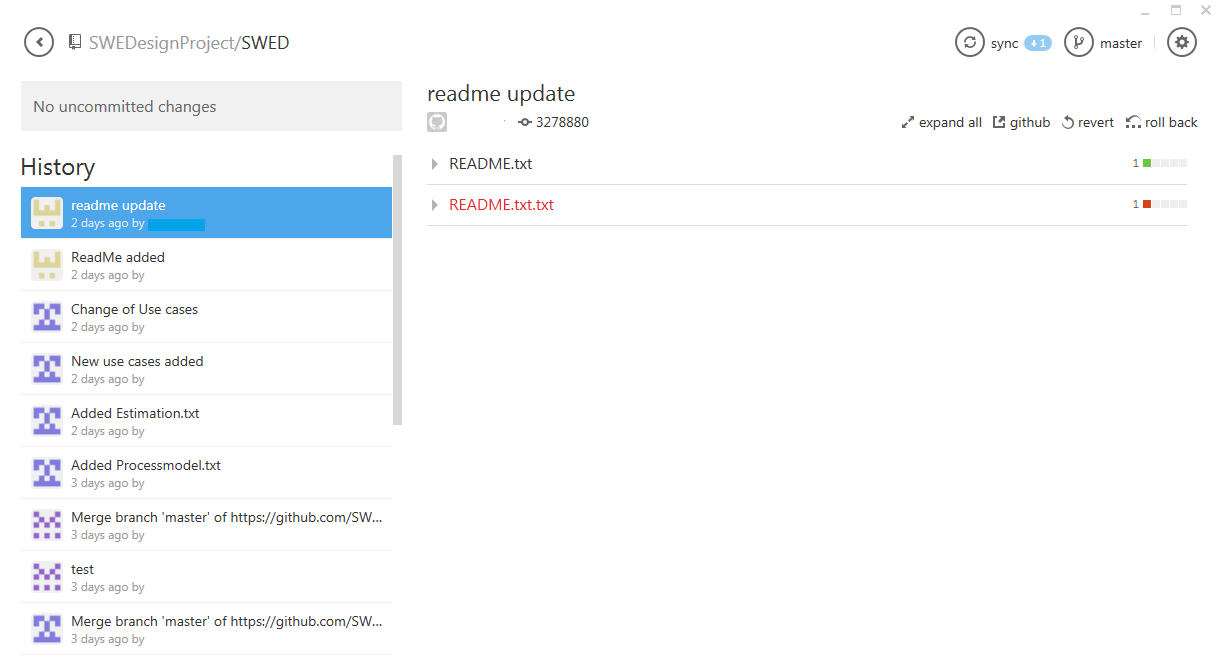 SWEDesignProject/SWED
sync +1 master
No uncommitted changes
History
readme update
2 days ago by
ReadMe added
2 days ago by
Change of Use cases
2 days ago by
New use cases added
2 days ago by
Added Estimation.txt
2 days ago by
Added Processmodel.txt
3 days ago by
Merge branch 'master' of https://github.com/SW...
3 days ago by
test
3 days ago by
Merge branch 'master' of https://github.com/SW...
3 days ago by
readme update
3278880 expand all github revert roll back
README.txt 1
README.txt.txt 1